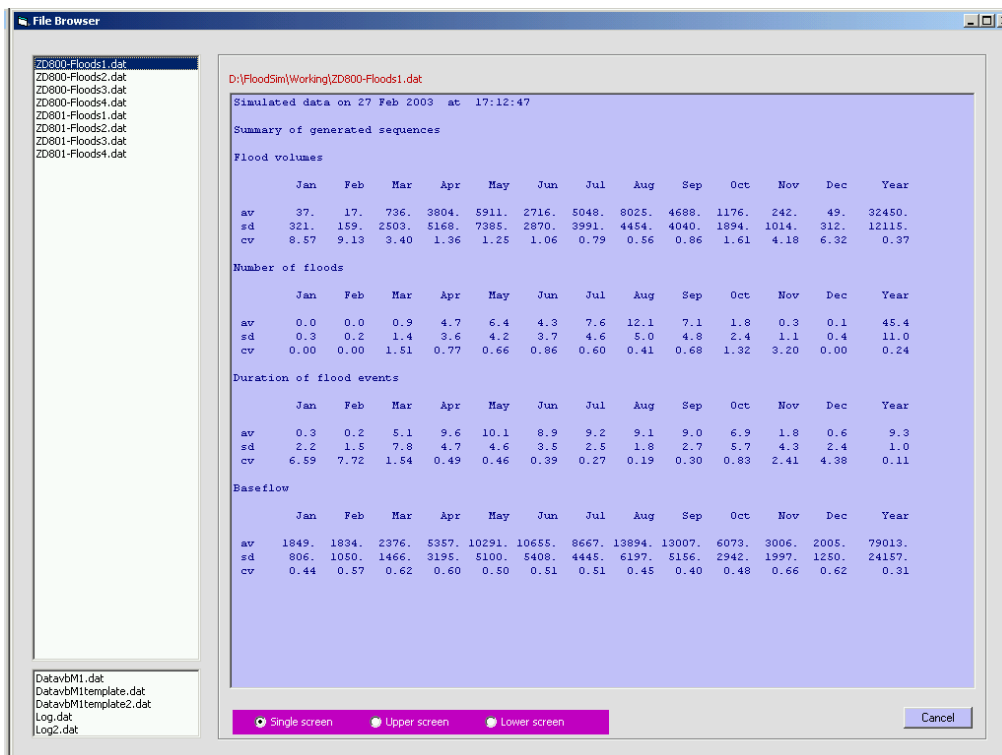 File Browser
ZD800-Floods1.dat
ZD800-Floods2.dat
ZD800-Floods3.dat
ZD800-Floods4.dat
ZD801-Floods1.dat
ZD801-Floods2.dat
ZD801-Floods3.dat
ZD801-Floods4.dat
D:\FloodSim\Working\ZD800-Floods1.dat
Simulated data on 27 Feb 2003 at 17:12:47
Summary of generated sequences
Flood volumes
Jan Feb Mar Apr May Jun Jul Aug Sep Oct Nov Dec Year
av 37. 17. 736. 3804. 5911. 2716. 5048. 8025. 4688. 1176. 242. 49. 32450.
sd 321. 159. 2503. 5168. 7385. 2870. 3991. 4454. 4040. 1894. 1014. 312. 12115.
cv 8.57 9.13 3.40 1.36 1.25 1.06 0.79 0.56 0.86 1.61 4.18 6.32 0.37
Number of floods
Jan Feb Mar Apr May Jun Jul Aug Sep Oct Nov Dec Year
av 0.0 0.0 0.9 4.7 6.4 4.3 7.6 12.1 7.1 1.8 0.3 0.1 45.4
sd 0.3 0.2 1.4 3.6 4.2 3.7 4.6 5.0 4.8 2.4 1.1 0.4 11.0
cv 0.00 0.00 1.51 0.77 0.66 0.86 0.60 0.41 0.68 1.32 3.20 0.00 0.24
Duration of flood events
Jan Feb Mar Apr May Jun Jul Aug Sep Oct Nov Dec Year
av 0.3 0.2 5.1 9.6 10.1 8.9 9.2 9.1 9.0 6.9 1.8 0.6 9.3
sd 2.2 1.5 7.8 4.7 4.6 3.5 2.5 1.8 2.7 5.7 4.3 2.4 1.0
cv 6.59 7.72 1.54 0.49 0.46 0.39 0.27 0.19 0.30 0.83 2.41 4.38 0.11
Baseflow
Jan Feb Mar Apr May Jun Jul Aug Sep Oct Nov Dec Year
av 1849. 1834. 2376. 5357. 10291. 10655. 8667. 13894. 13007. 6073. 3006. 2005. 79013.
sd 806. 1050. 1466. 3195. 5100. 5408. 4445. 6197. 5156. 2942. 1997. 1250. 24157.
cv 0.44 0.57 0.62 0.60 0.50 0.51 0.51 0.45 0.40 0.48 0.66 0.62 0.31
DatavbM1.dat
DatavbM1template.dat
DatavbM1template2.dat
Log.dat
Log2.dat
Single screen Upper screen Lower screen
Cancel